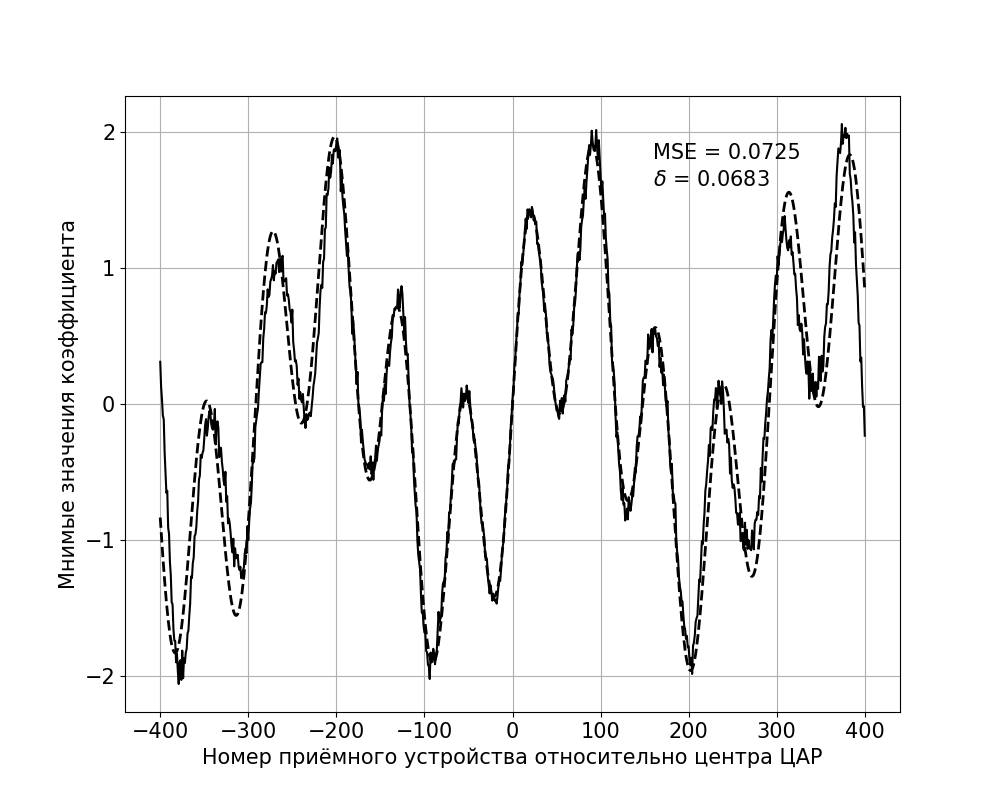 Мнимые значения коэффициента
2
1
0
−1
−2
MSE = 0.0725
δ = 0.0683
−400 −300 −200 −100 0 100 200 300 400
Номер приёмного устройства относительно центра ЦАР